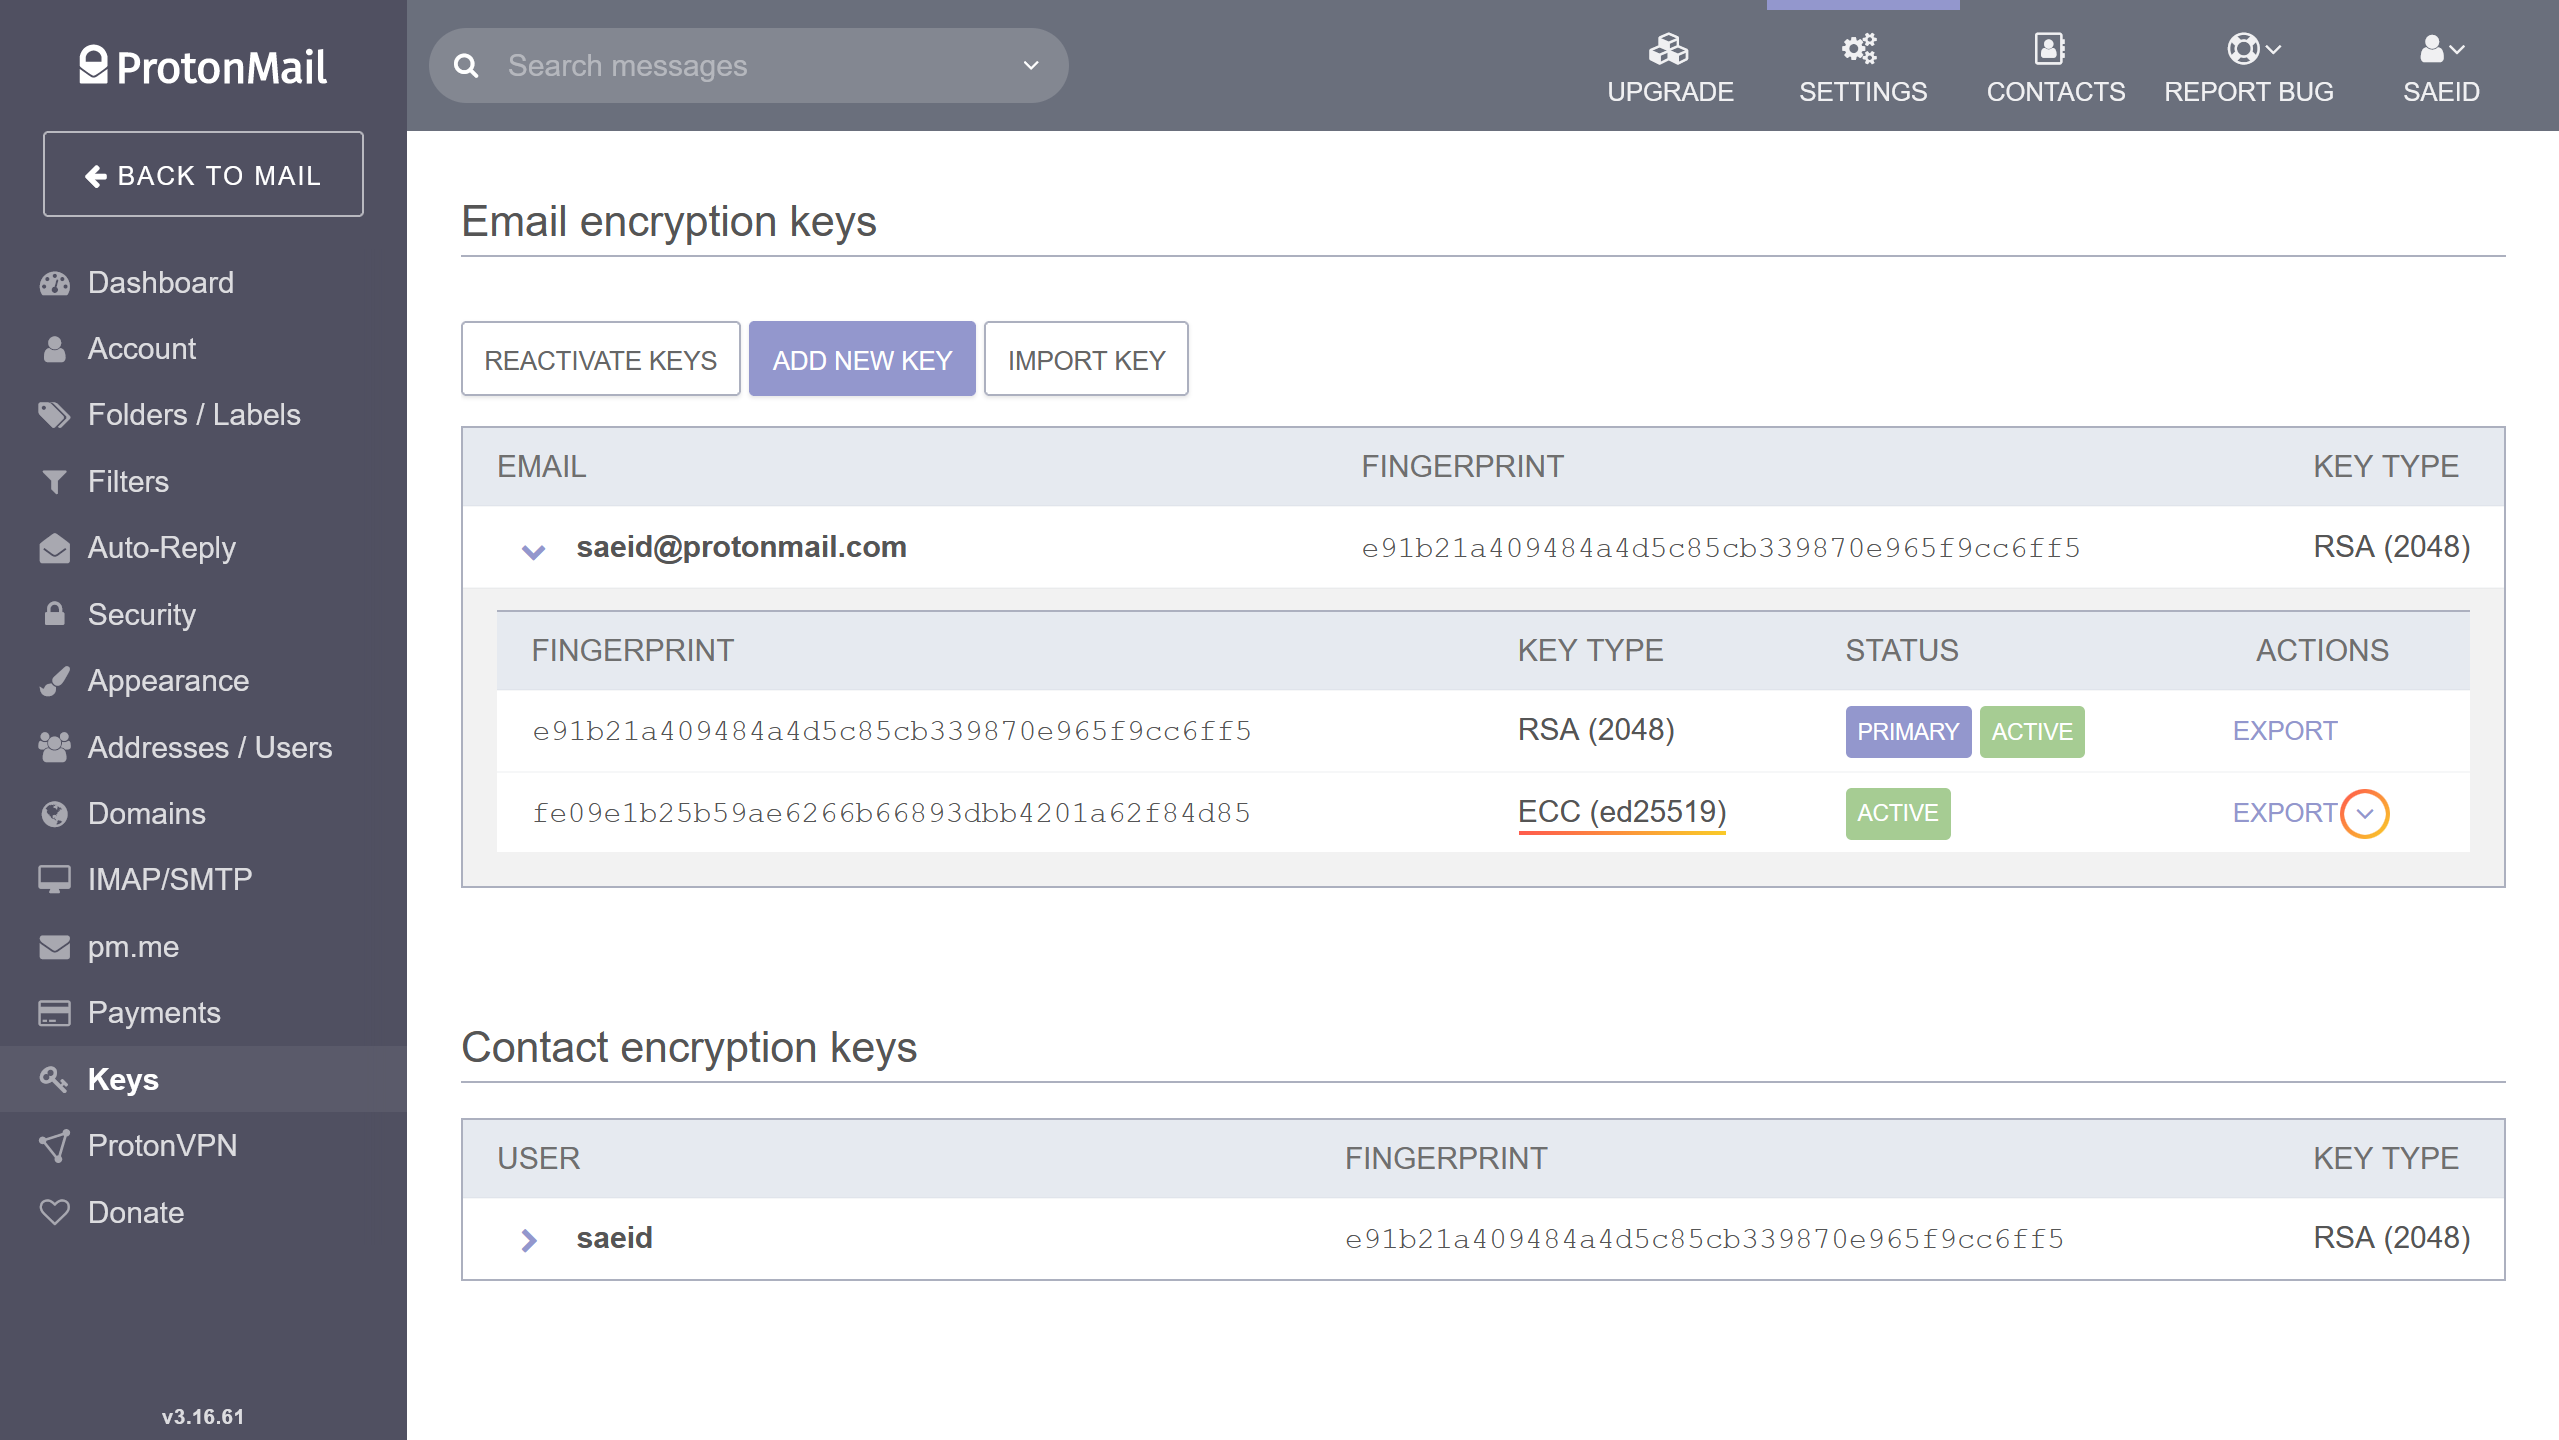 ProtonMail
BACK TO MAIL
Dashboard
Account
Folders / Labels
Filters
Auto-Reply
Security
Appearance
Addresses / Users
Domains
IMAP/SMTP
pm.me
Payments
Keys
ProtonVPN
Donate
v3.16.61
Search messages
UPGRADE
SETTINGS
CONTACTS
REPORT BUG
SAEID
Email encryption keys
REACTIVATE KEYS ADD NEW KEY IMPORT KEY
EMAIL FINGERPRINT KEY TYPE
saeid@protonmail.com e91b21a409484a4d5c85cb339870e965f9cc6ff5 RSA (2048)
FINGERPRINT KEY TYPE STATUS ACTIONS
e91b21a409484a4d5c85cb339870e965f9cc6ff5 RSA (2048) PRIMARY ACTIVE EXPORT
fe09e1b25b59ae6266b66893dbb4201a62f84d85 ECC (ed25519) ACTIVE EXPORT
Contact encryption keys
USER FINGERPRINT KEY TYPE
saeid e91b21a409484a4d5c85cb339870e965f9cc6ff5 RSA (2048)